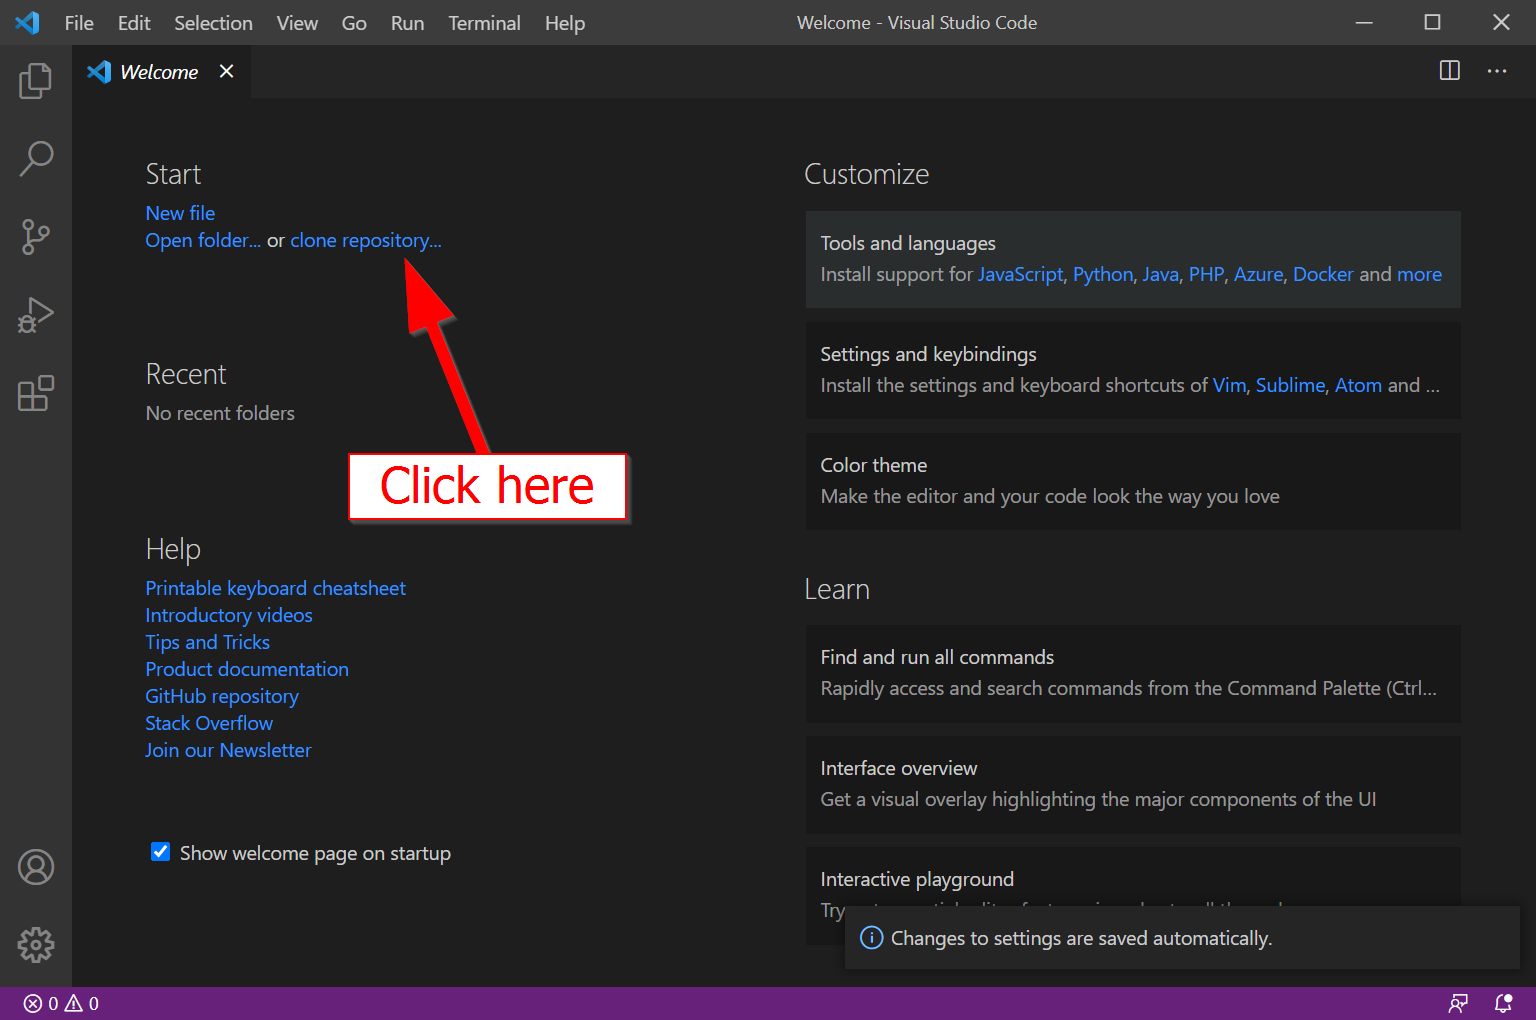 File Edit Selection View Go Run Terminal Help
Welcome - Visual Studio Code
Welcome
Start
New file
Open folder... or clone repository...
Click here
Recent
No recent folders
Help
Printable keyboard cheatsheet
Introductory videos
Tips and Tricks
Product documentation
GitHub repository
Stack Overflow
Join our Newsletter
Show welcome page on startup
Customize
Tools and languages
Install support for JavaScript, Python, Java, PHP, Azure, Docker and more
Settings and keybindings
Install the settings and keyboard shortcuts of Vim, Sublime, Atom and ...
Color theme
Make the editor and your code look the way you love
Learn
Find and run all commands
Rapidly access and search commands from the Command Palette (Ctrl...
Interface overview
Get a visual overlay highlighting the major components of the UI
Interactive playground
Try
Changes to settings are saved automatically.
0 0